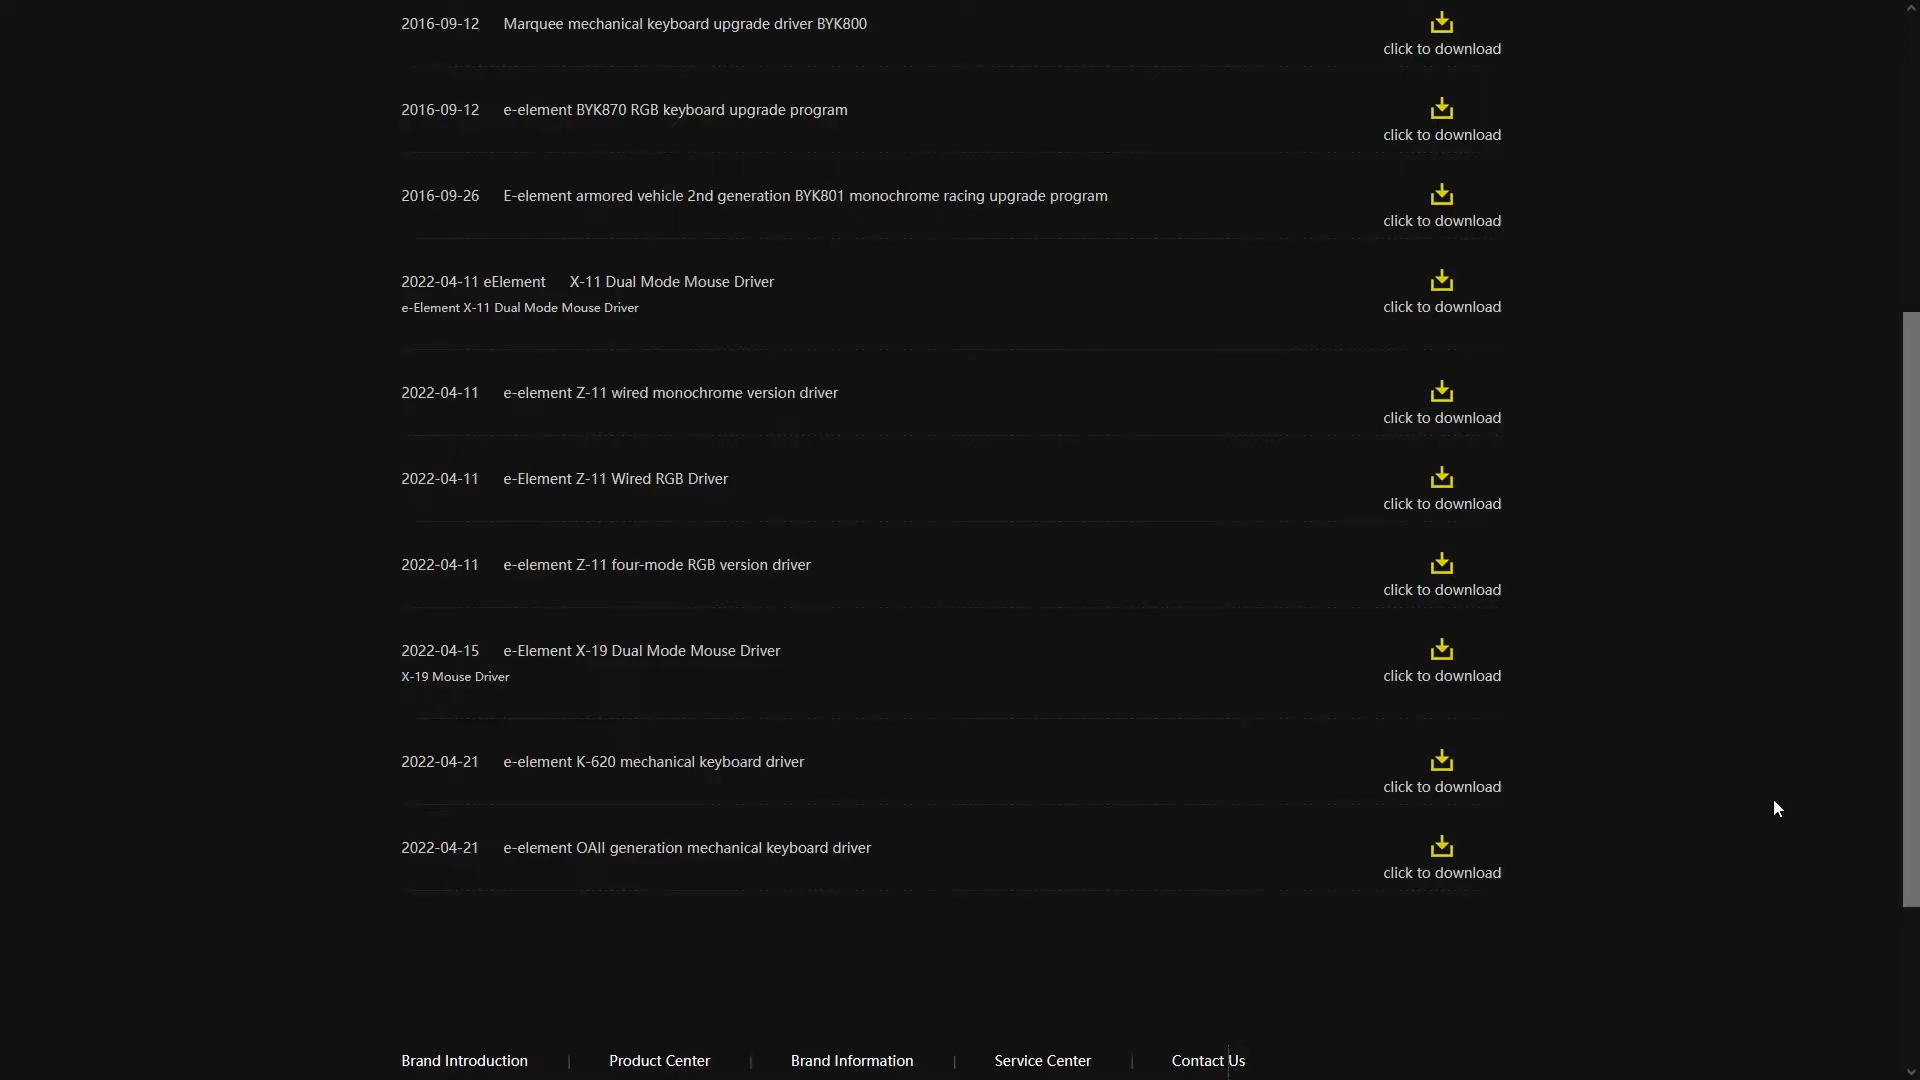 2016-09-12 Marquee mechanical keyboard upgrade driver BYK800
click to download
2016-09-12 e-element BYK870 RGB keyboard upgrade program
click to download
2016-09-26 E-element armored vehicle 2nd generation BYK801 monochrome racing upgrade program
click to download
2022-04-11 eElement X-11 Dual Mode Mouse Driver
e-Element X-11 Dual Mode Mouse Driver
click to download
2022-04-11 e-element Z-11 wired monochrome version driver
click to download
2022-04-11 e-Element Z-11 Wired RGB Driver
click to download
2022-04-11 e-element Z-11 four-mode RGB version driver
click to download
2022-04-15 e-Element X-19 Dual Mode Mouse Driver
X-19 Mouse Driver
click to download
2022-04-21 e-element K-620 mechanical keyboard driver
click to download
2022-04-21 e-element OAII generation mechanical keyboard driver
click to download
Brand Introduction | Product Center | Brand Information | Service Center | Contact Us